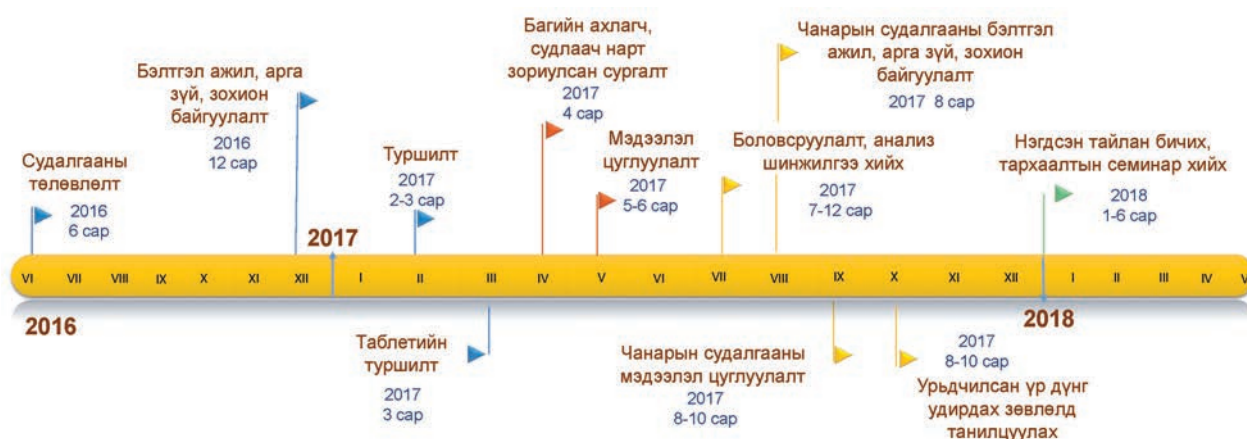 Судалгааны
төлөвлөлт
2016
6 сар
Бэлтгэл ажил, арга
зүй, зохион
байгуулалт
2016
12 сар
Туршилт
2017
2-3 сар
Багийн ахлагч,
судлаач нарт
зориулсан сургалт
2017
4 сар
Мэдээлэл
цуглуулалт
2017
5-6 сар
Боловсруулалт, анализ
шинжилгээ хийх
2017
7-12 сар
Чанарын судалгааны бэлтгэл
ажил, арга зүй, зохион
байгуулалт
2017 8 сар
Нэгдсэн тайлан бичих,
тархаалтын семинар хийх
2018
1-6 сар
2017
VI VII VIII IX X XI XII I II III IV V VI VII VIII IX X XI XII I II III IV V
2016
2018
Таблетийн
туршилт
2017
3 сар
Чанарын судалгааны
мэдээлэл цуглуулалт
2017
8-10 сар
2017
8-10 сар
Урьдчилсан үр дүнг
удирдах зөвлөлд
танилцуулах